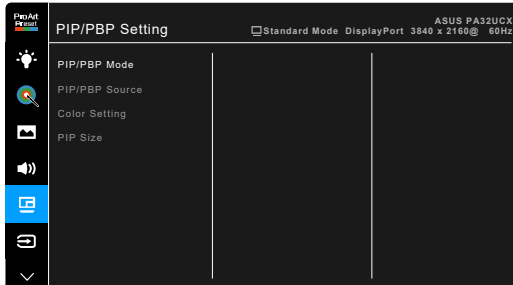 ProArt
Preset
PIP/PBP Setting
ASUS PA32UCX
Standard Mode DisplayPort 3840 x 2160@ 60Hz
PIP/PBP Mode
PIP/PBP Source
Color Setting
PIP Size